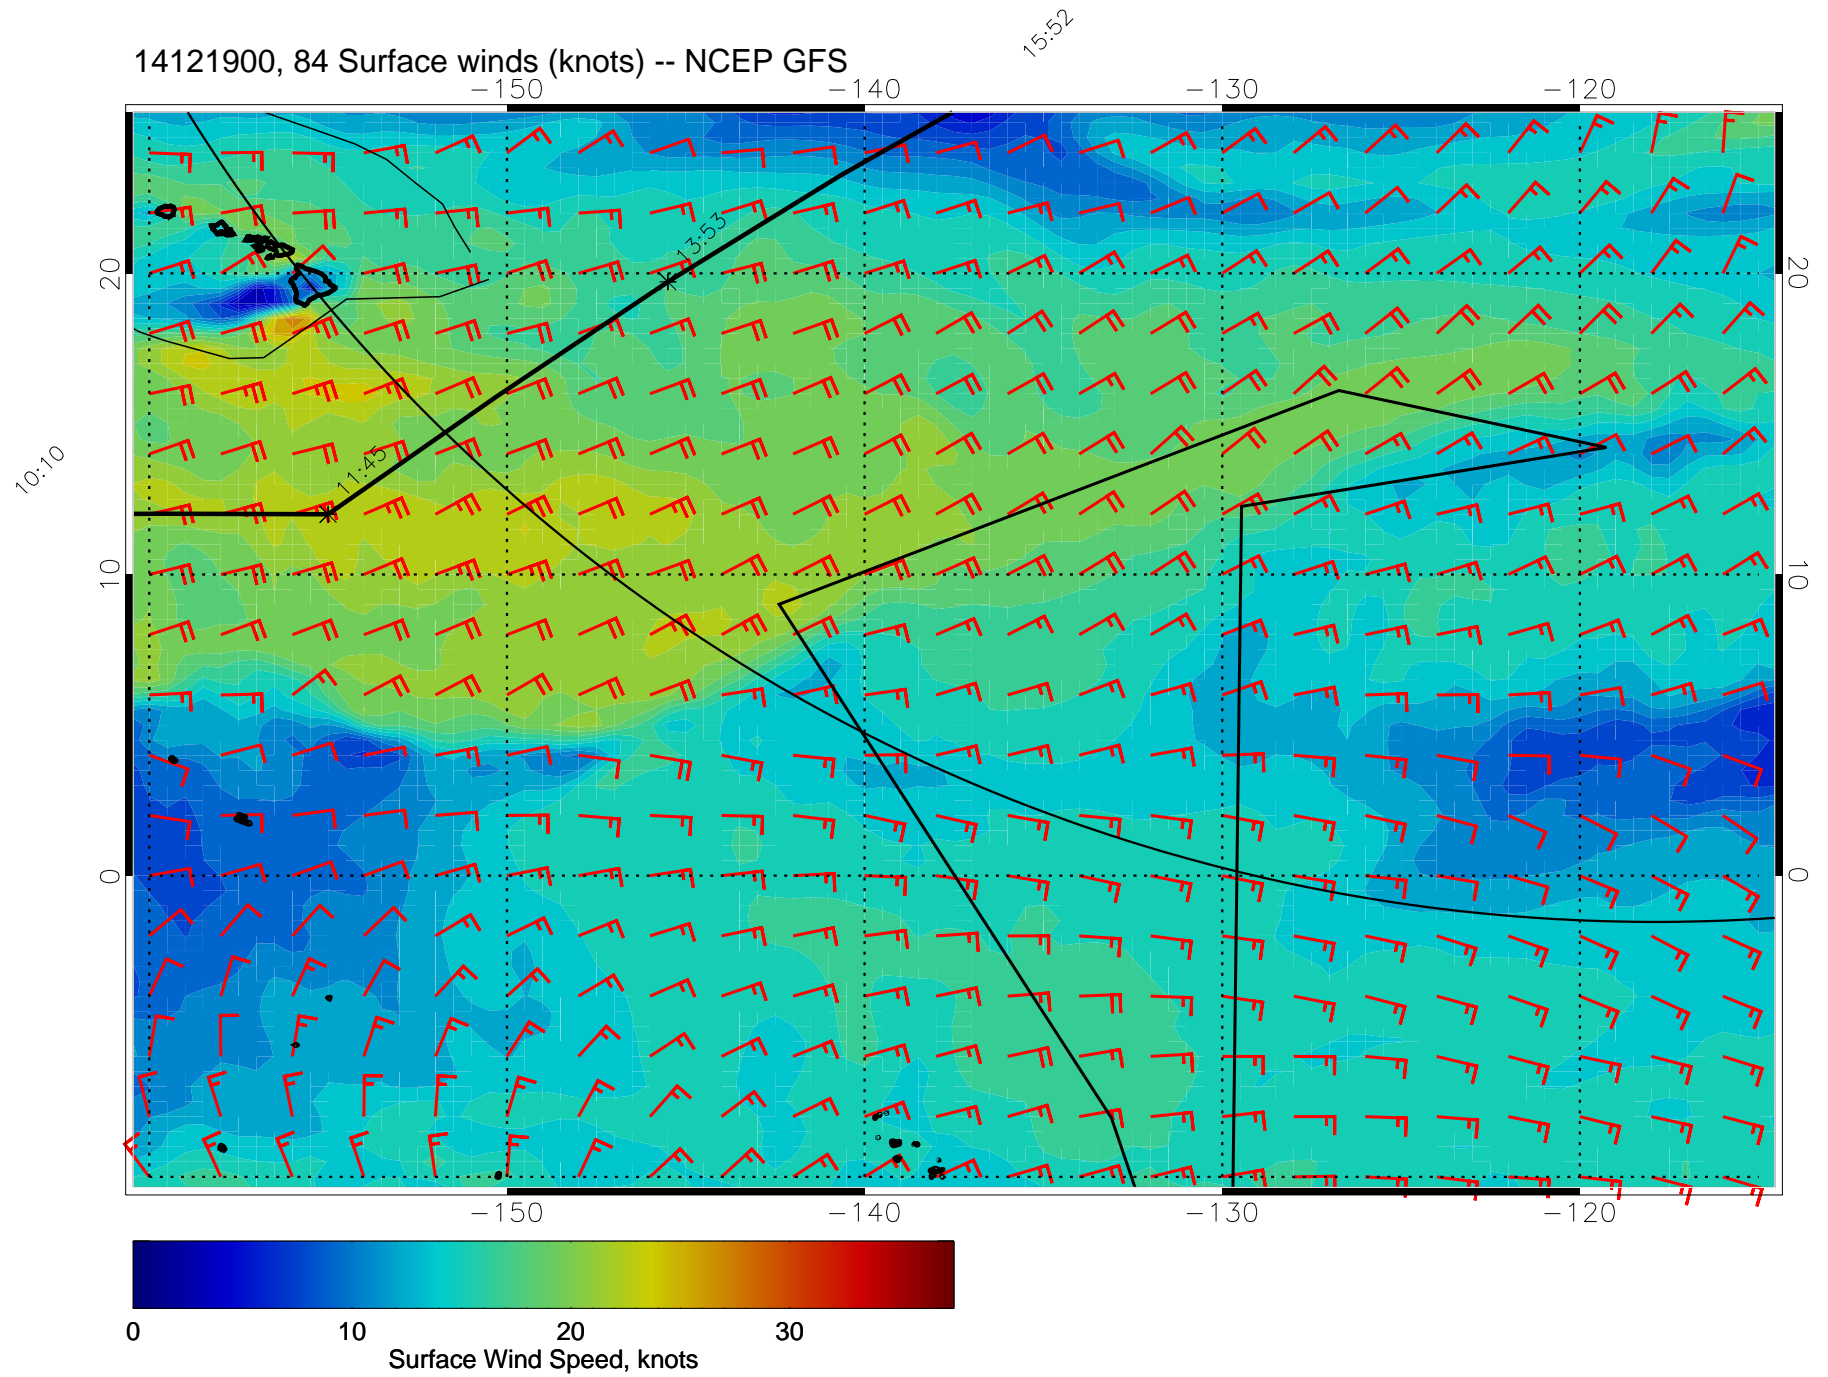 15:52
14121900, 84 Surface winds (knots) -- NCEP GFS
-150 -140 -130 -120
13:53
20 20
10:10
11:45
10 10
0 0
-150 -140 -130 -120
0 10 20 30
Surface Wind Speed, knots